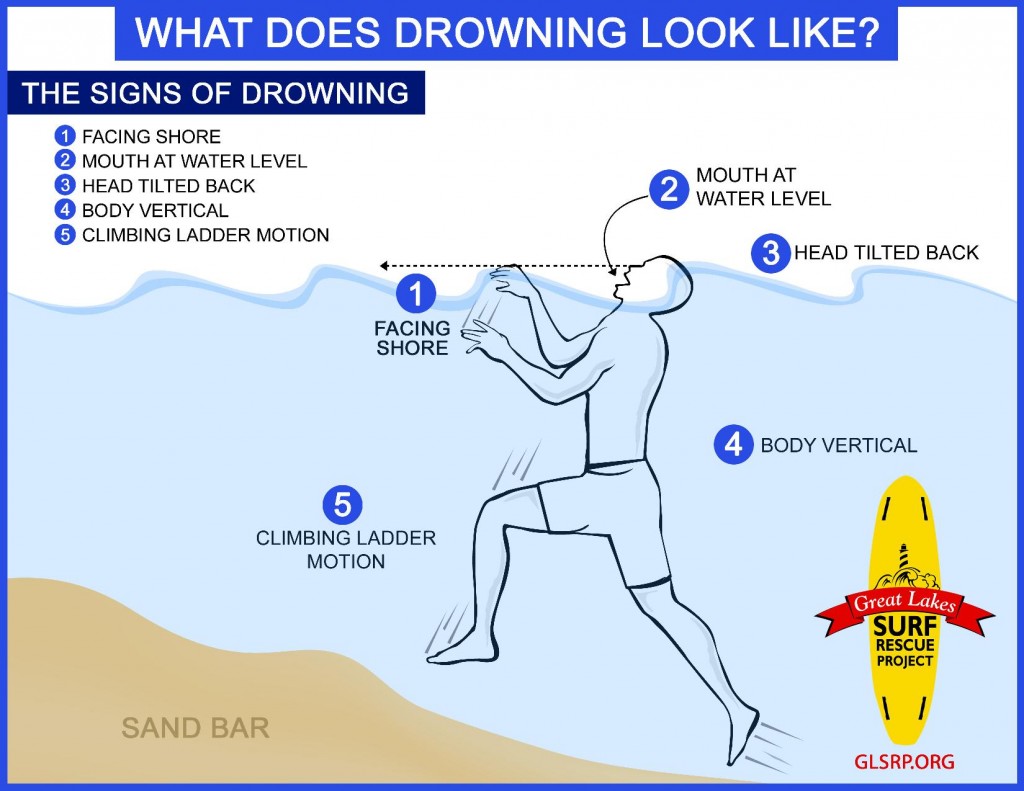 WHAT DOES DROWNING LOOK LIKE?
THE SIGNS OF DROWNING
1 FACING SHORE
2 MOUTH AT WATER LEVEL
3 HEAD TILTED BACK
4 BODY VERTICAL
5 CLIMBING LADDER MOTION
2 MOUTH AT
WATER LEVEL
3 HEAD TILTED BACK
1
FACING
SHORE
4 BODY VERTICAL
5
CLIMBING LADDER
MOTION
Great Lakes
SURF
RESCUE
PROJECT
SAND BAR
GLSRP.ORG